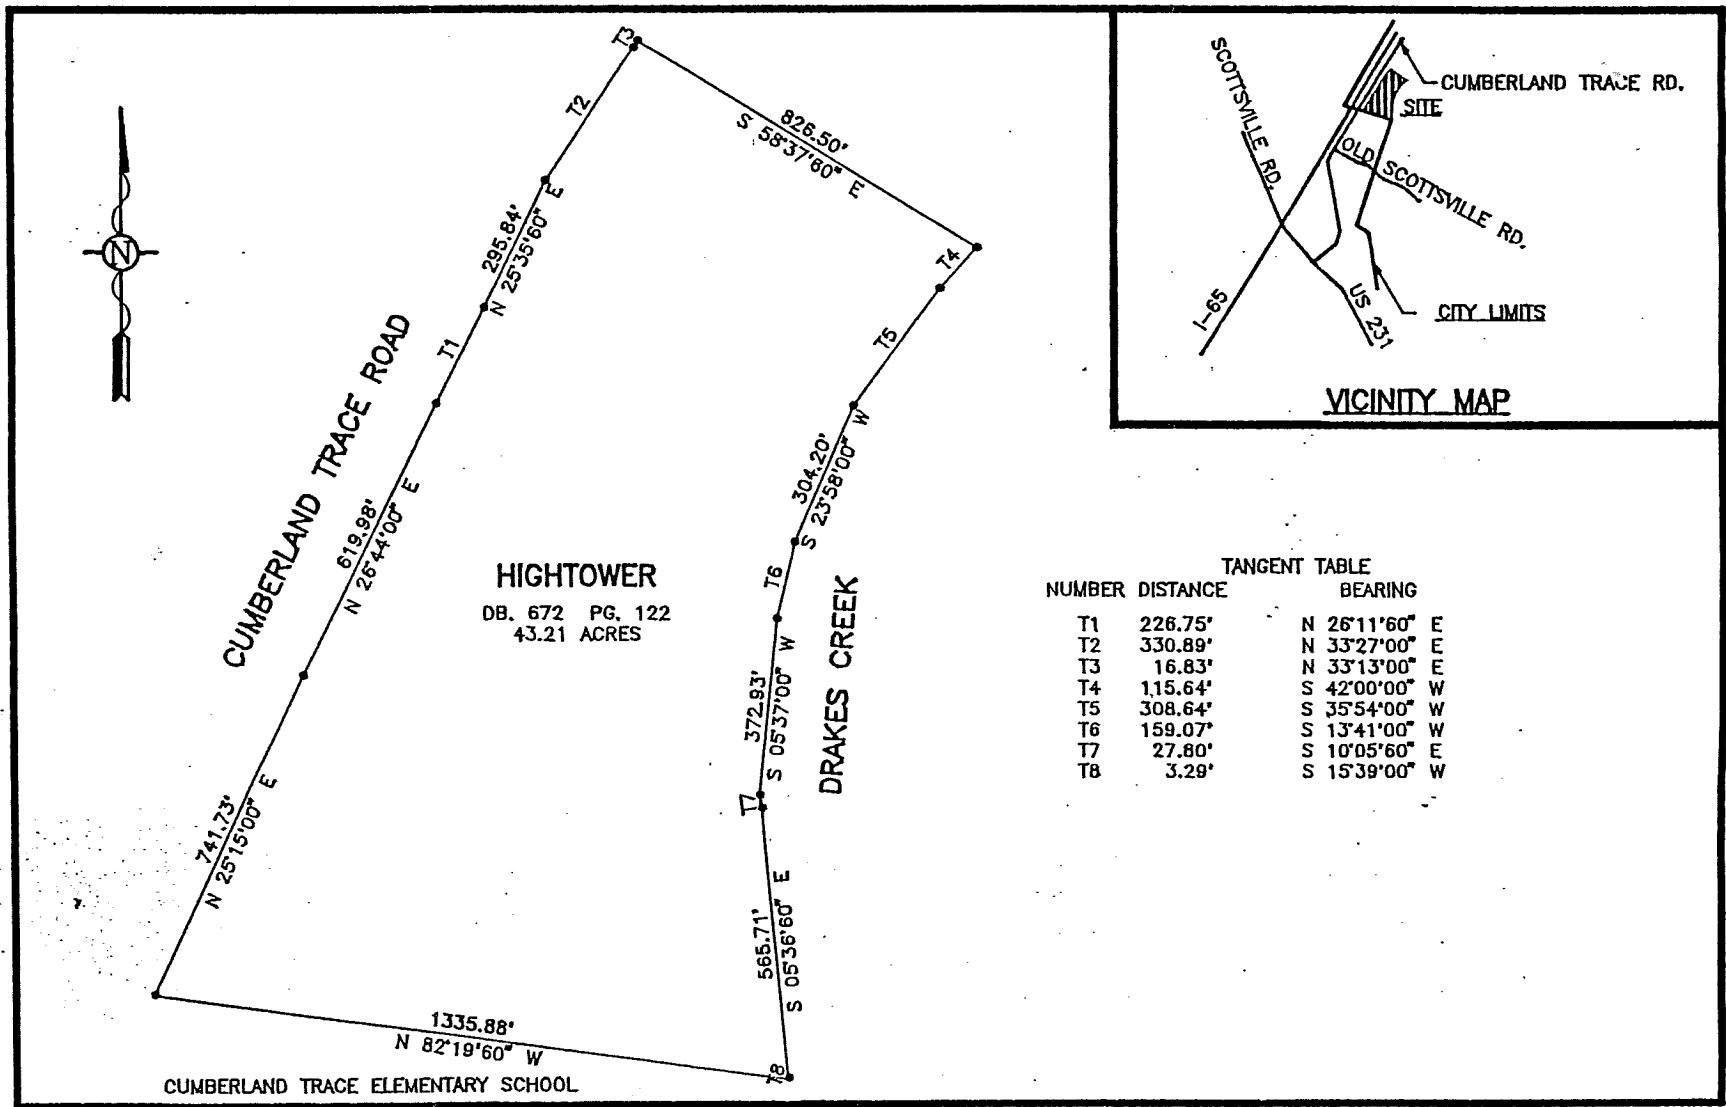 T3
T2
826.50'
S 58°37'60" E
N
295.84'
N 25°35'60" E
T4
T1
T5
CUMBERLAND TRACE ROAD
304.20'
S 23°58'00" W
619.98'
N 26°44'00" E
HIGHTOWER
DB. 672 PG. 122
43.21 ACRES
T6
372.93'
S 05°37'00" W
DRAKES CREEK
741.73'
N 25°15'00" E
T7
565.71'
S 05°36'60" E
1335.88'
N 82°19'60" W
T8
CUMBERLAND TRACE ELEMENTARY SCHOOL
SCOTTSVILLE RD.
CUMBERLAND TRACE RD.
SITE
OLD SCOTTSVILLE RD.
I-65
US 231
CITY LIMITS
VICINITY MAP
TANGENT TABLE
NUMBER DISTANCE BEARING
T1 226.75' N 26°11'60" E
T2 330.89' N 33°27'00" E
T3 16.83' N 33°13'00" E
T4 115.64' S 42°00'00" W
T5 308.64' S 35°54'00" W
T6 159.07' S 13°41'00" W
T7 27.80' S 10°05'60" E
T8 3.29' S 15°39'00" W